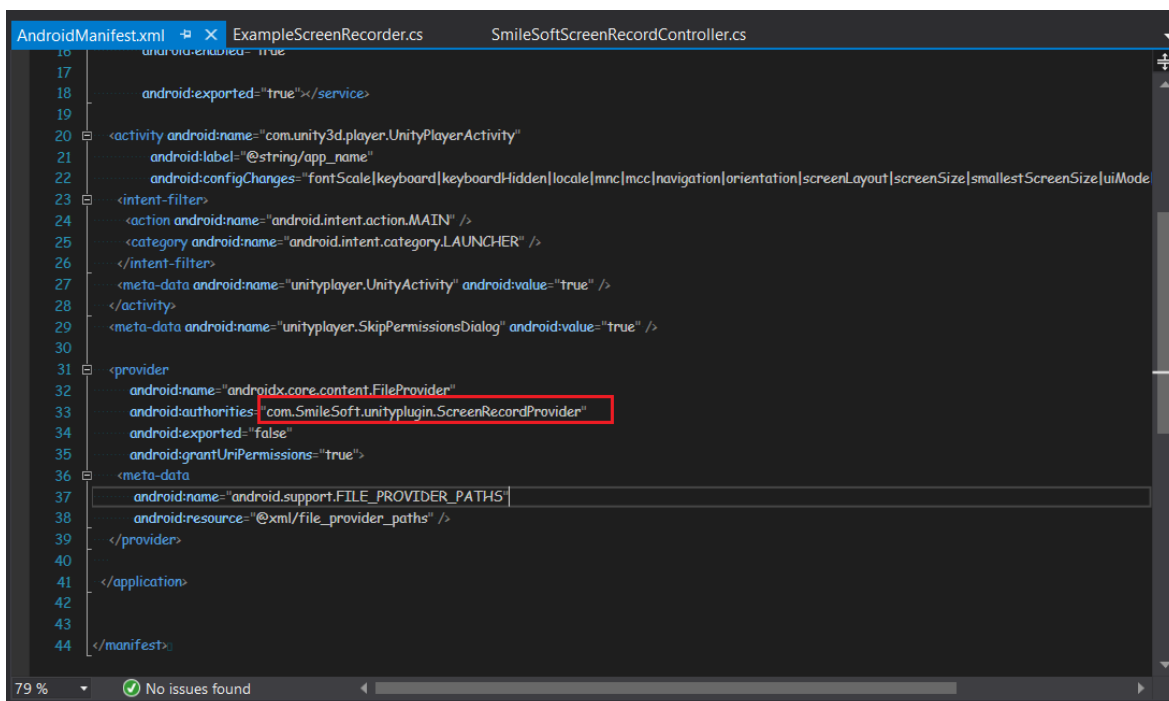 AndroidManifest.xml ExampleScreenRecorder.cs SmileSoftScreenRecordController.cs
16 android:enabled="true"
17
18 android:exported="true"></service>
19
20 <activity android:name="com.unity3d.player.UnityPlayerActivity"
21 android:label="@string/app_name"
22 android:configChanges="fontScale|keyboard|keyboardHidden|locale|mnc|mcc|navigation|orientation|screenLayout|screenSize|smallestScreenSize|uiMode
23 <intent-filter>
24 <action android:name="android.intent.action.MAIN" />
25 <category android:name="android.intent.category.LAUNCHER" />
26 </intent-filter>
27 <meta-data android:name="unityplayer.UnityActivity" android:value="true" />
28 </activity>
29 <meta-data android:name="unityplayer.SkipPermissionsDialog" android:value="true" />
30
31 <provider
32 android:name="androidx.core.content.FileProvider"
33 android:authorities="com.SmileSoft.unityplugin.ScreenRecordProvider"
34 android:exported="false"
35 android:grantUriPermissions="true">
36 <meta-data
37 android:name="android.support.FILE_PROVIDER_PATHS"
38 android:resource="@xml/file_provider_paths" />
39 </provider>
40
41 </application>
42
43
44 </manifest>
79 % No issues found